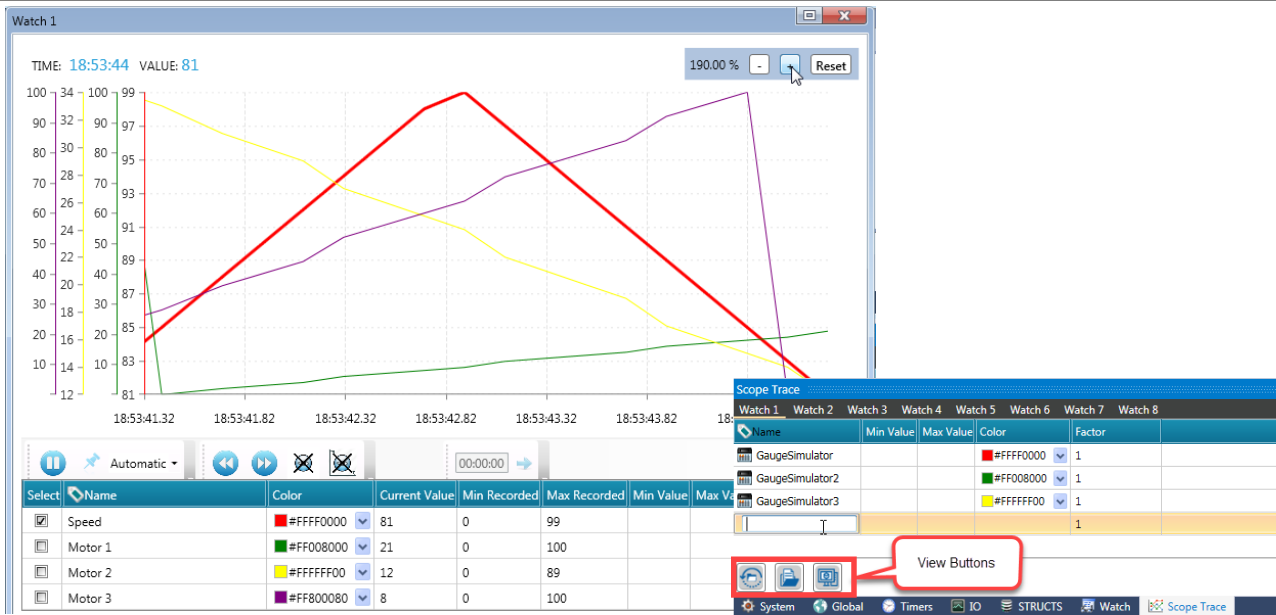 Watch 1
TIME: 18:53:44 VALUE: 81
190.00 % - + Reset
100 34 100 99
90 32 90 97
80 30 80 95
70 28 70 93
60 26 60 91
50 24 50 89
40 22 40 87
30 20 30 85
20 18 20 83
10 16 10 81
14
12
18:53:41.32 18:53:41.82 18:53:42.32 18:53:42.82 18:53:43.32 18:53:43.82 18:
Automatic 00:00:00
Select Name Color Current Value Min Recorded Max Recorded Min Value Max Va
Speed #FFFF0000 81 0 99
Motor 1 #FF008000 21 0 100
Motor 2 #FFFFFF00 12 0 89
Motor 3 #FF800080 8 0 100
Scope Trace
Watch 1 Watch 2 Watch 3 Watch 4 Watch 5 Watch 6 Watch 7 Watch 8
Name Min Value Max Value Color Factor
GaugeSimulator #FFFF0000 1
GaugeSimulator2 #FF008000 1
GaugeSimulator3 #FFFFFF00 1
1
View Buttons
System Global Timers IO STRUCTS Watch Scope Trace